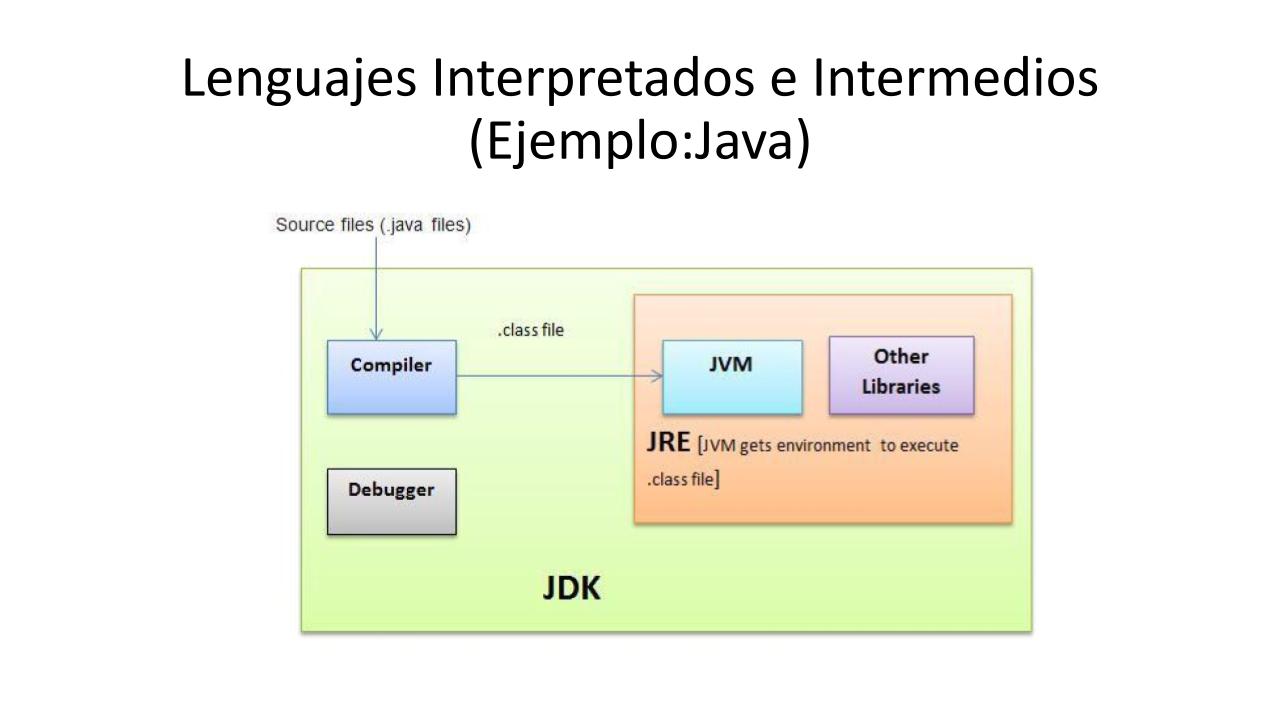 Lenguajes Interpretados e Intermedios
(Ejemplo:Java)
Source files (.java files)
.class file
Compiler
JVM
Other
Libraries
JRE [JVM gets environment to execute
.class file]
Debugger
JDK